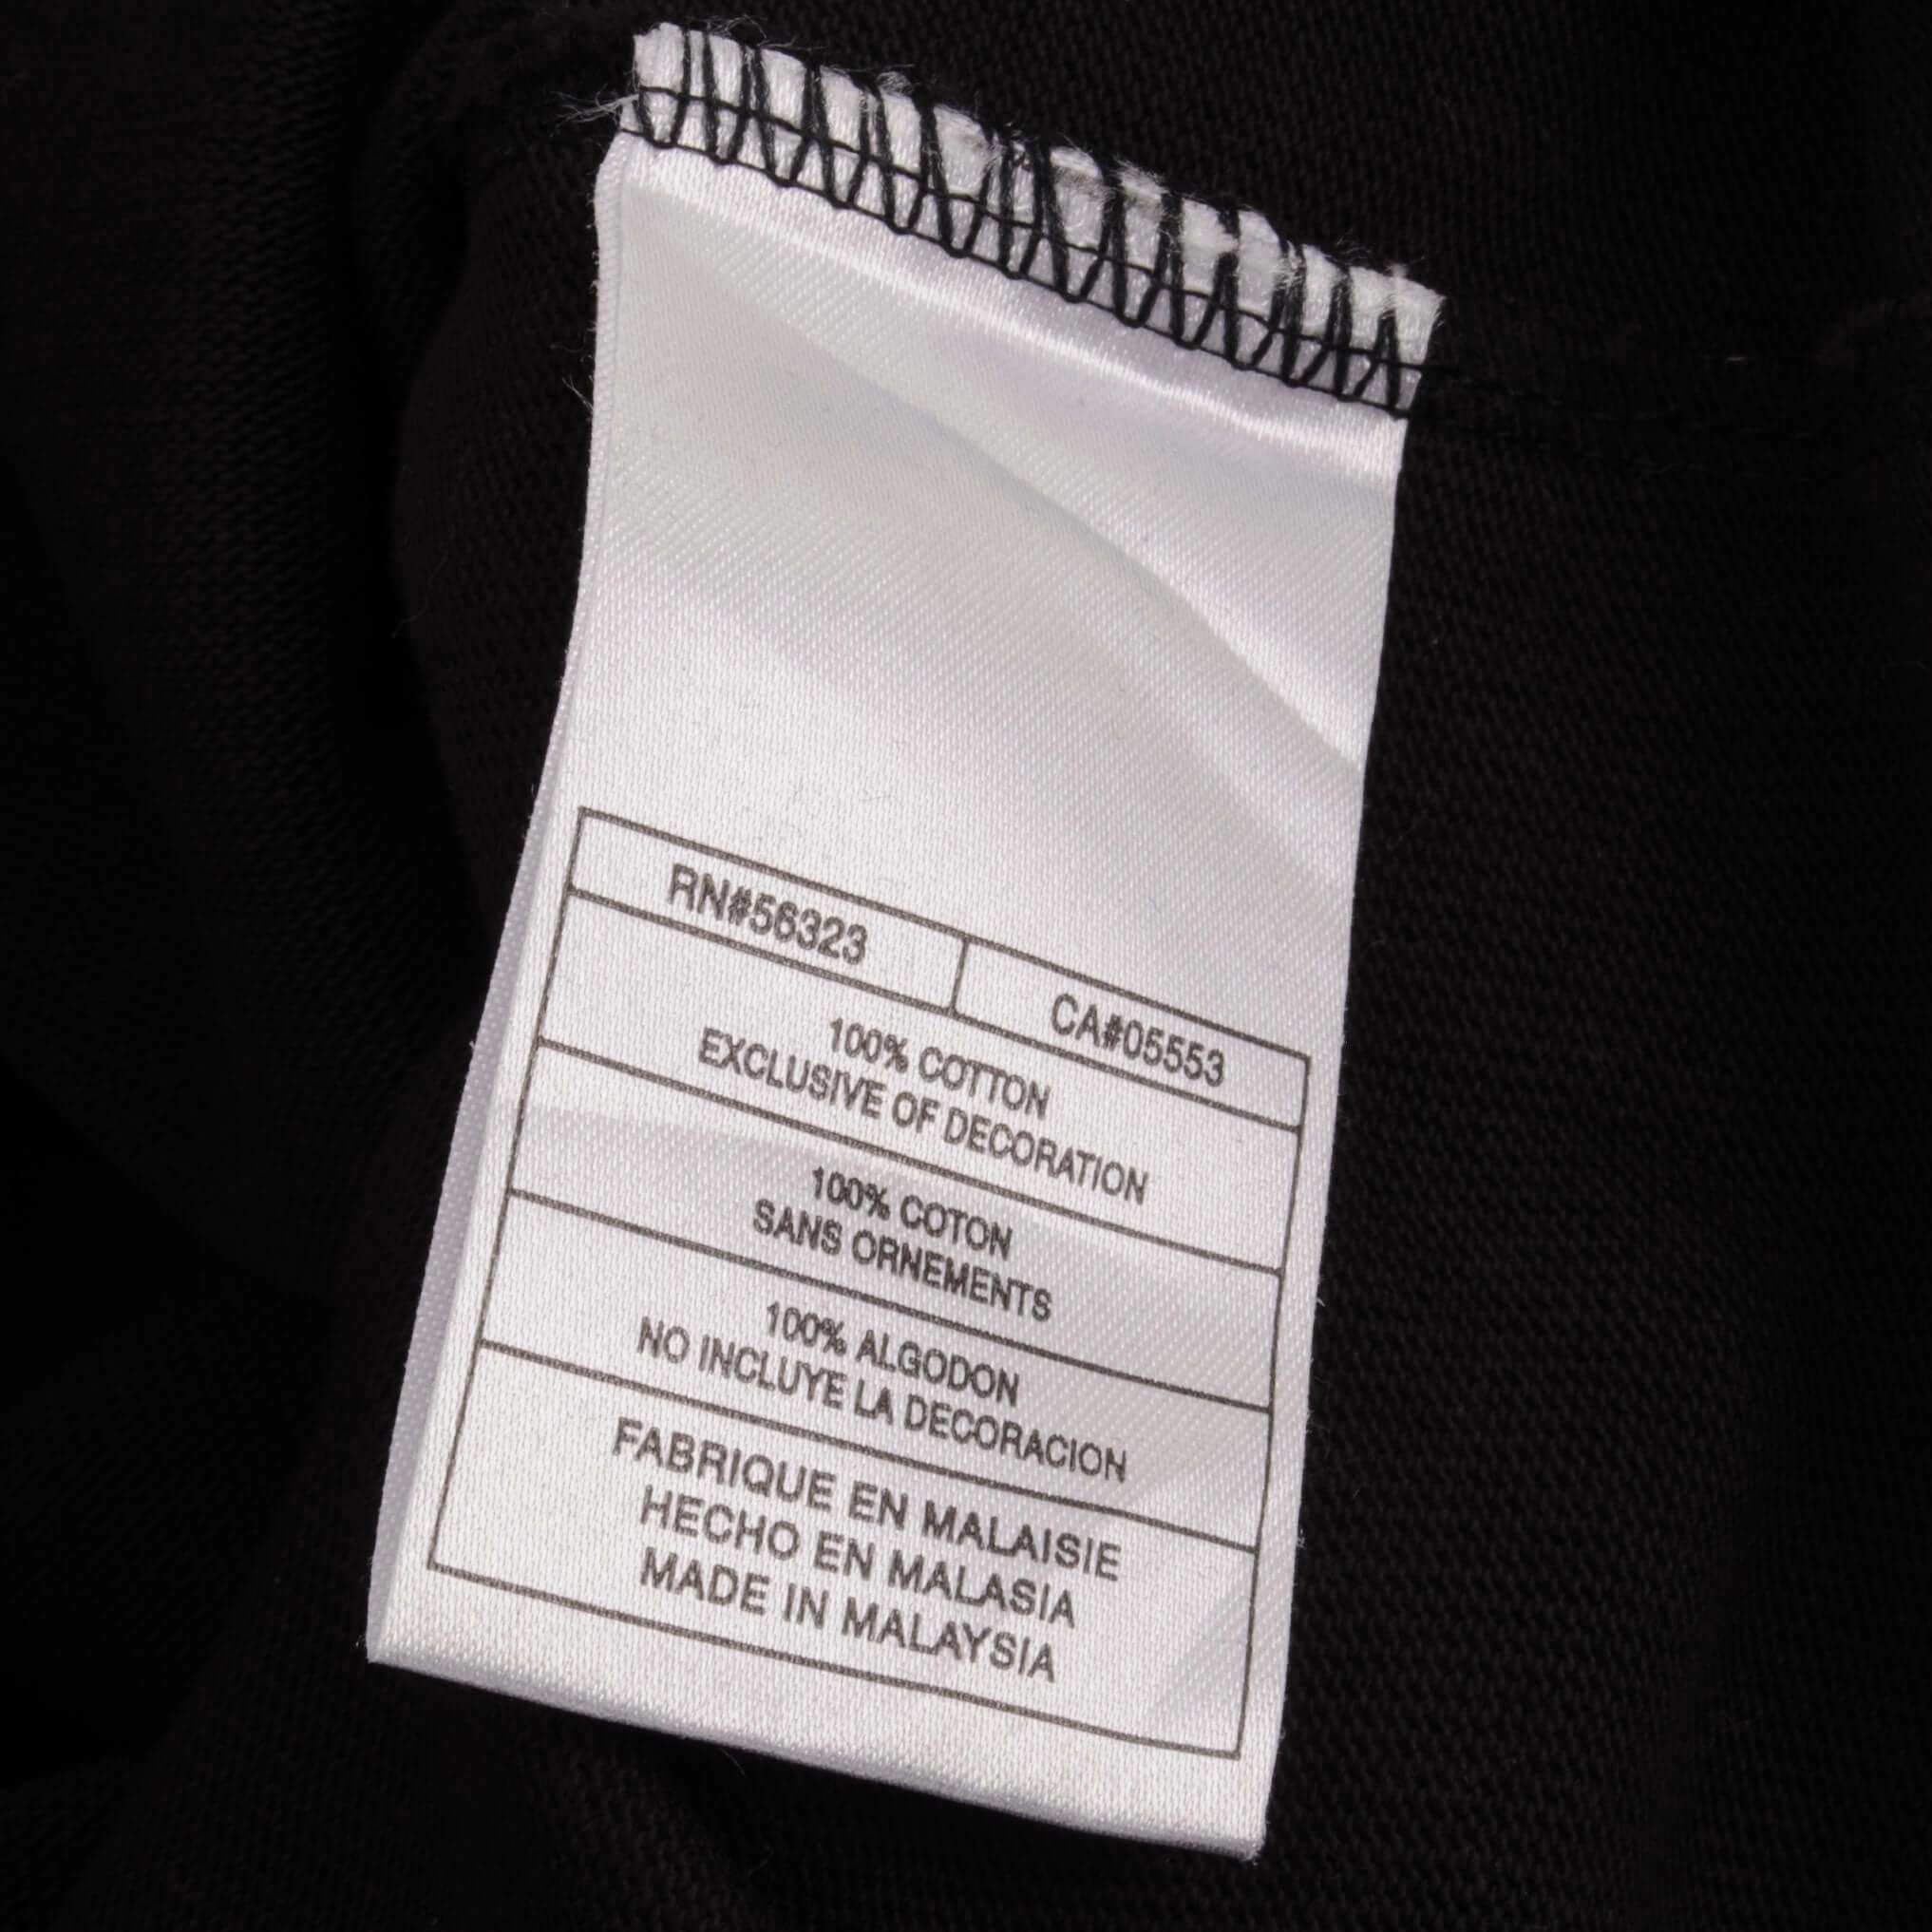 RN#56323
CA#05553
100% COTTON
EXCLUSIVE OF DECORATION
100% COTON
SANS ORNEMENTS
100% ALGODON
NO INCLUYE LA DECORACION
FABRIQUE EN MALAISIE
HECHO EN MALASIA
MADE IN MALAYSIA